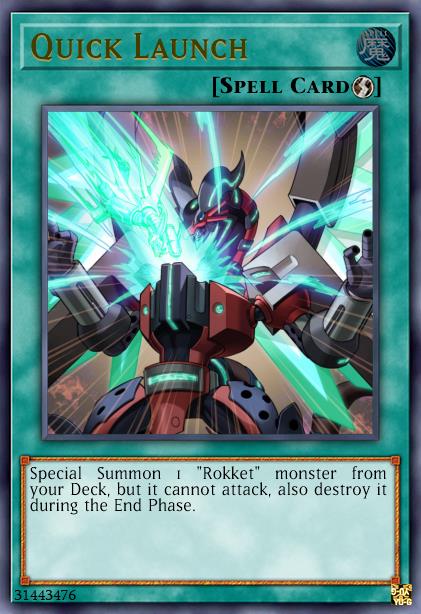 Quick Launch
魔
[Spell Card]
Special Summon 1 "Rokket" monster from
your Deck, but it cannot attack, also destroy it
during the End Phase.
31443476